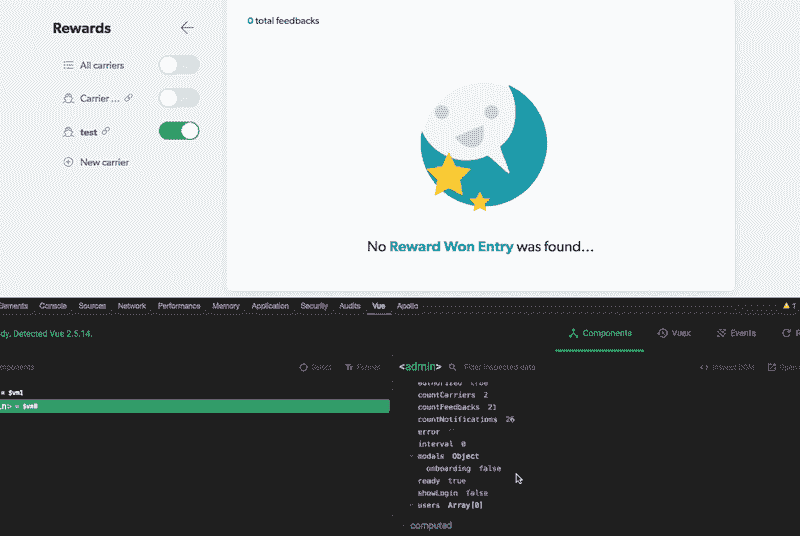 Rewards
All carriers
Carrier ...
test
New carrier
0 total feedbacks
No Reward Won Entry was found...
Elements Console Sources Network Performance Memory Application Security Audits Vue Apollo 1
dy. Detected Vue 2.5.14.
Components Vuex Events R
omponents
Select Format
<admin> Filter inspected data Inspect DOM Open
= $vm1
in> = $vm0
authorized true
countCarriers 2
countFeedbacks 21
countNotifications 26
error ""
interval 0
modals Object
onboarding false
ready true
showLogin false
users Array[0]
computed